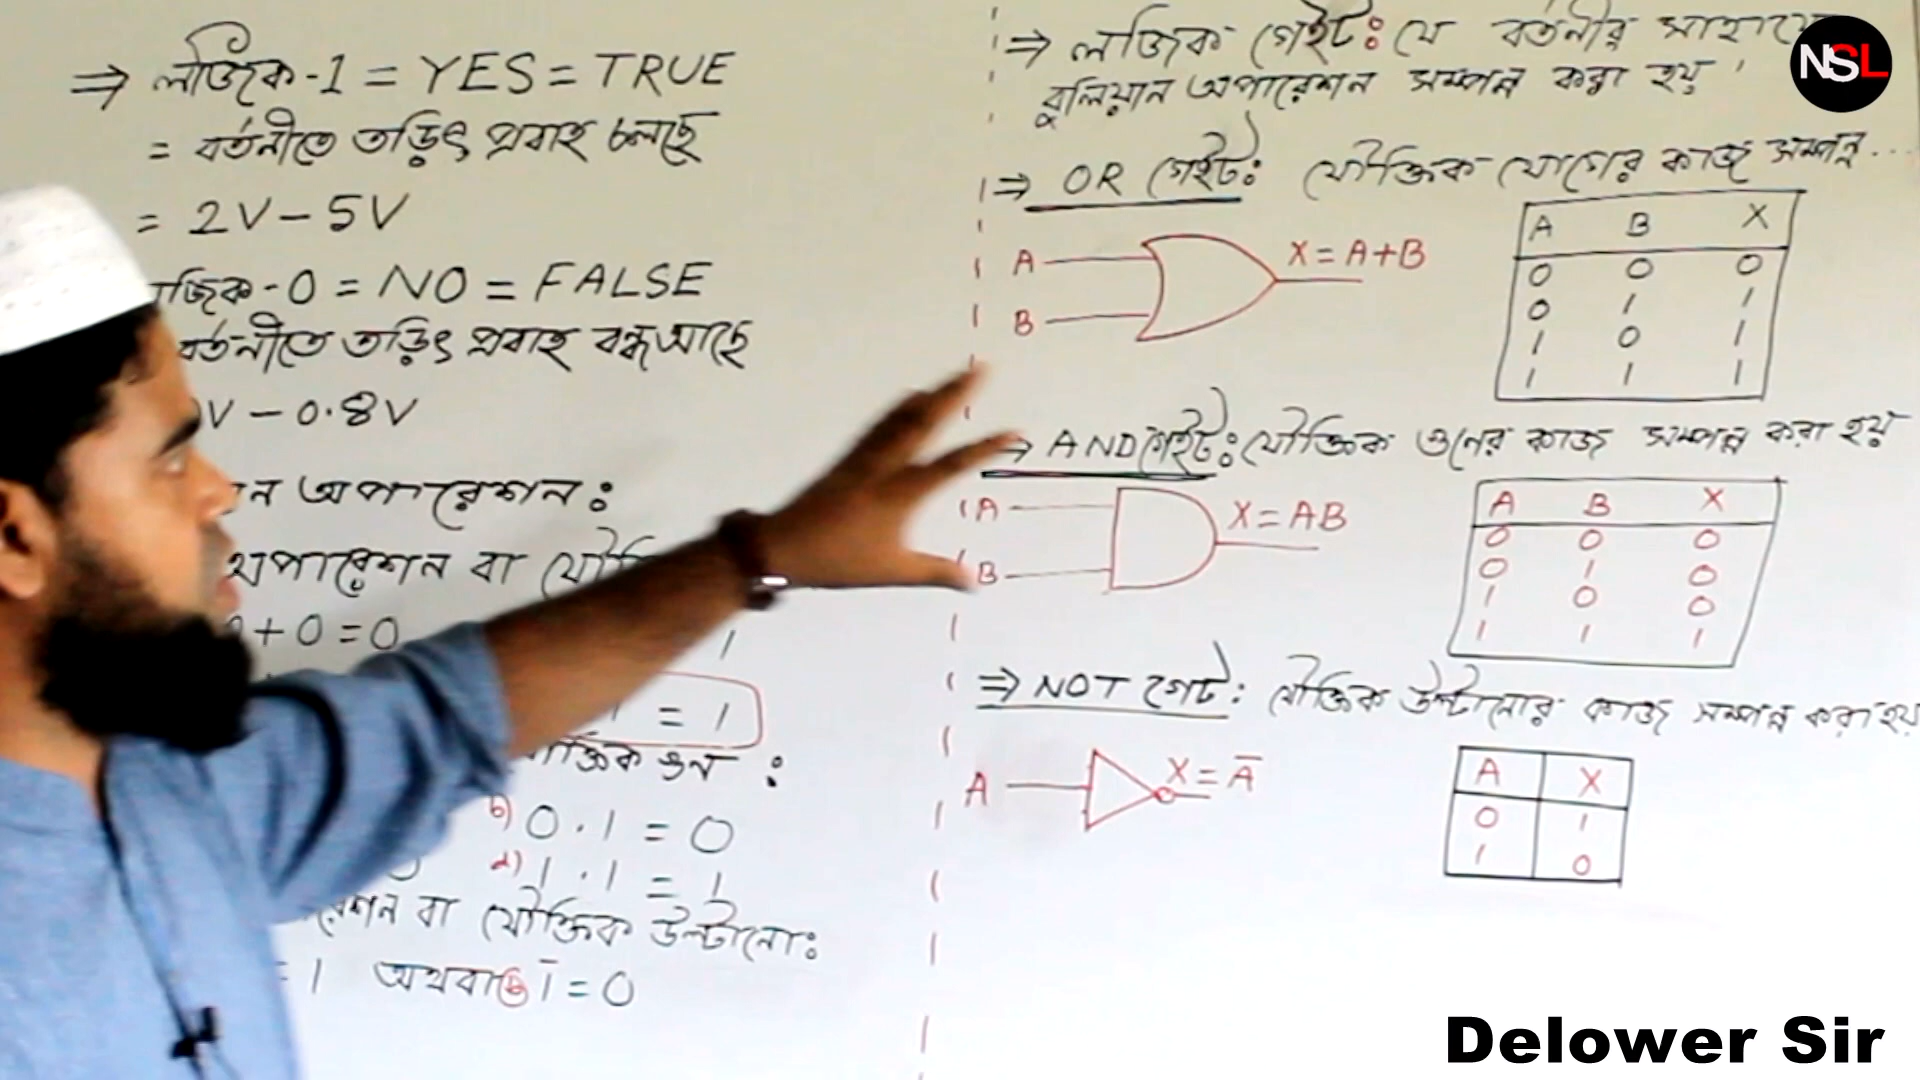 ⇒ লজিক-1 = YES = TRUE
= বর্তনীতে তড়িৎ প্রবাহ চলছে
= 2V – 5V
জিক-0 = NO = FALSE
বর্তনীতে তড়িৎ প্রবাহ বন্ধ আছে
V – 0.8V
ন অপারেশন:
অপারেশন বা যৌক্তি
+ 0 = 0
1
1 = 1
ৌক্তিক গুন :
b) 0 . 1 = 0
d) 1 . 1 = 1
রেশন বা যৌক্তিক উল্টানো:
= 1 অথবা b 1̅ = 0
⇒ লজিক গেইট: যে বর্তনীর সাহায্যে
বুলিয়ান অপারেশন সম্পন্ন করা হয়।
⇒ OR গেইট: যৌক্তিক যোগের কাজ সম্পন্ন...
A
B
X = A+B
A B X
0 0 0
0 1 1
1 0 1
1 1 1
⇒ AND গেইট: যৌক্তিক গুনের কাজ সম্পন্ন করা হয়
A
B
X = AB
A B X
0 0 0
0 1 0
1 0 0
1 1 1
⇒ NOT গেট: যৌক্তিক উল্টানোর কাজ সম্পন্ন করা হয়
A
X = A̅
A X
0 1
1 0
NSL
Delower Sir